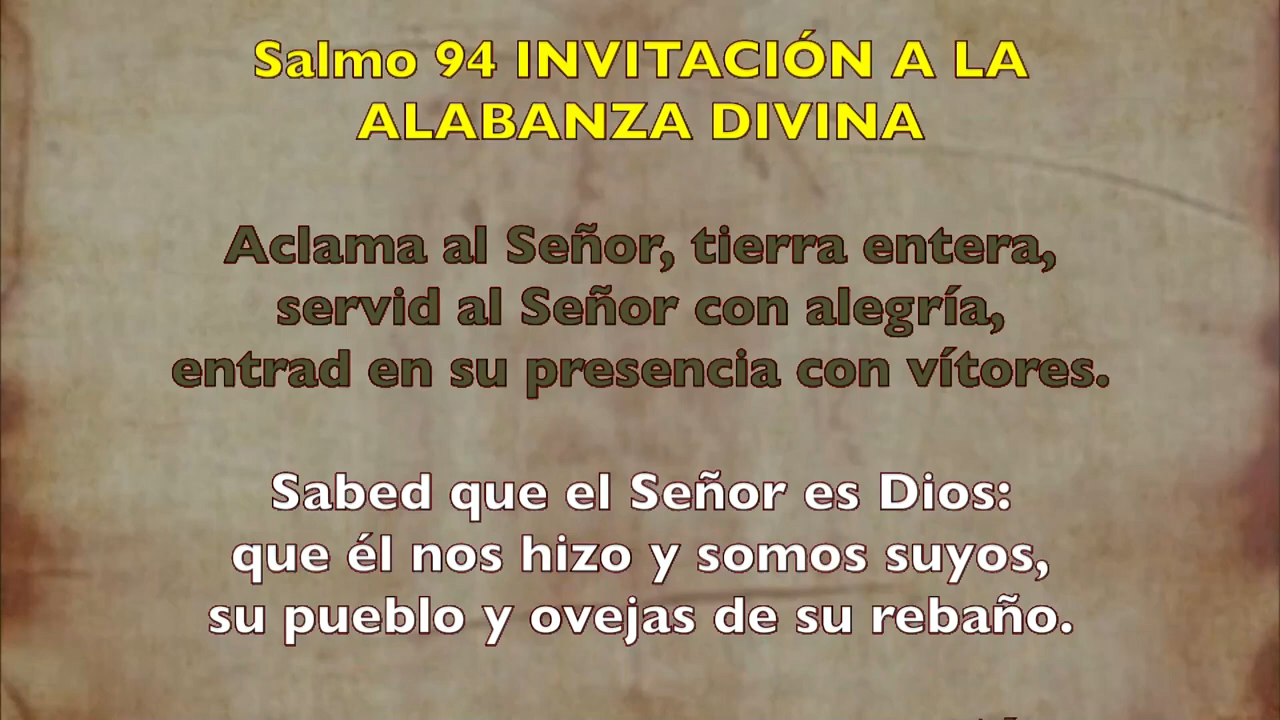 Salmo 94 INVITACIÓN A LA
ALABANZA DIVINA
Aclama al Señor, tierra entera,
servid al Señor con alegría,
entrad en su presencia con vítores.
Sabed que el Señor es Dios:
que él nos hizo y somos suyos,
su pueblo y ovejas de su rebaño.